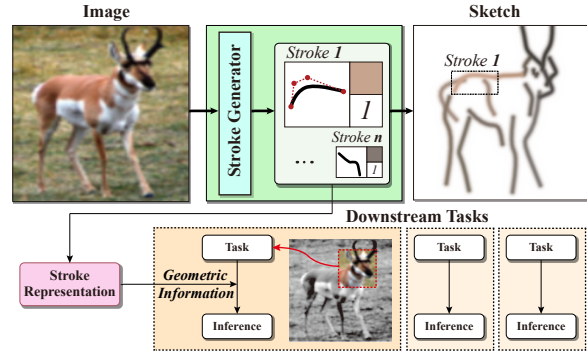 Image
Sketch
Stroke Generator
Stroke 1
1
Stroke n
1
...
Stroke 1
Downstream Tasks
Stroke
Representation
Geometric
Information
Task
Inference
Task
Inference
Task
Inference